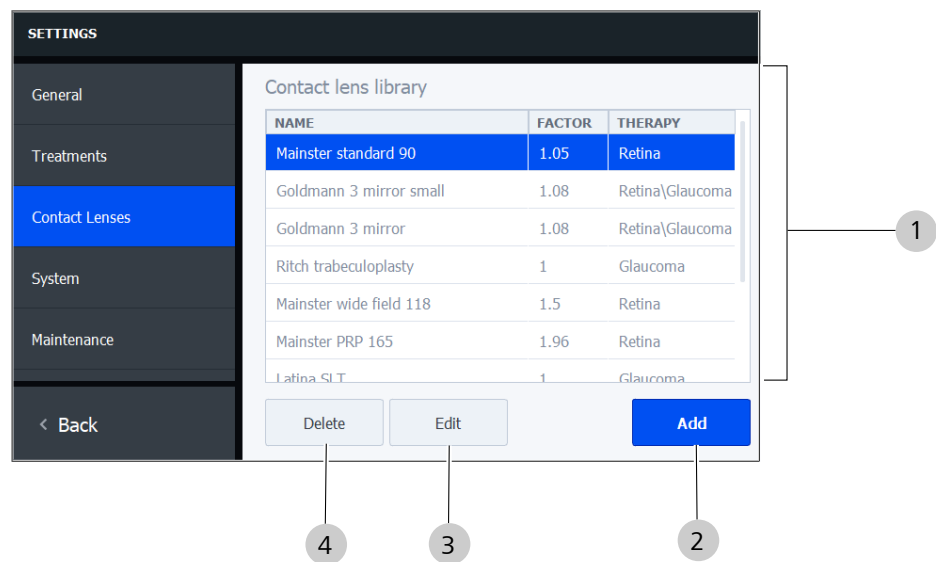 SETTINGS
General
Treatments
Contact Lenses
System
Maintenance
< Back
Contact lens library
NAME FACTOR THERAPY
Mainster standard 90 1.05 Retina
Goldmann 3 mirror small 1.08 Retina\Glaucoma
Goldmann 3 mirror 1.08 Retina\Glaucoma
Ritch trabeculoplasty 1 Glaucoma
Mainster wide field 118 1.5 Retina
Mainster PRP 165 1.96 Retina
Latina SLT 1 Glaucoma
Delete Edit Add
1
4 3 2